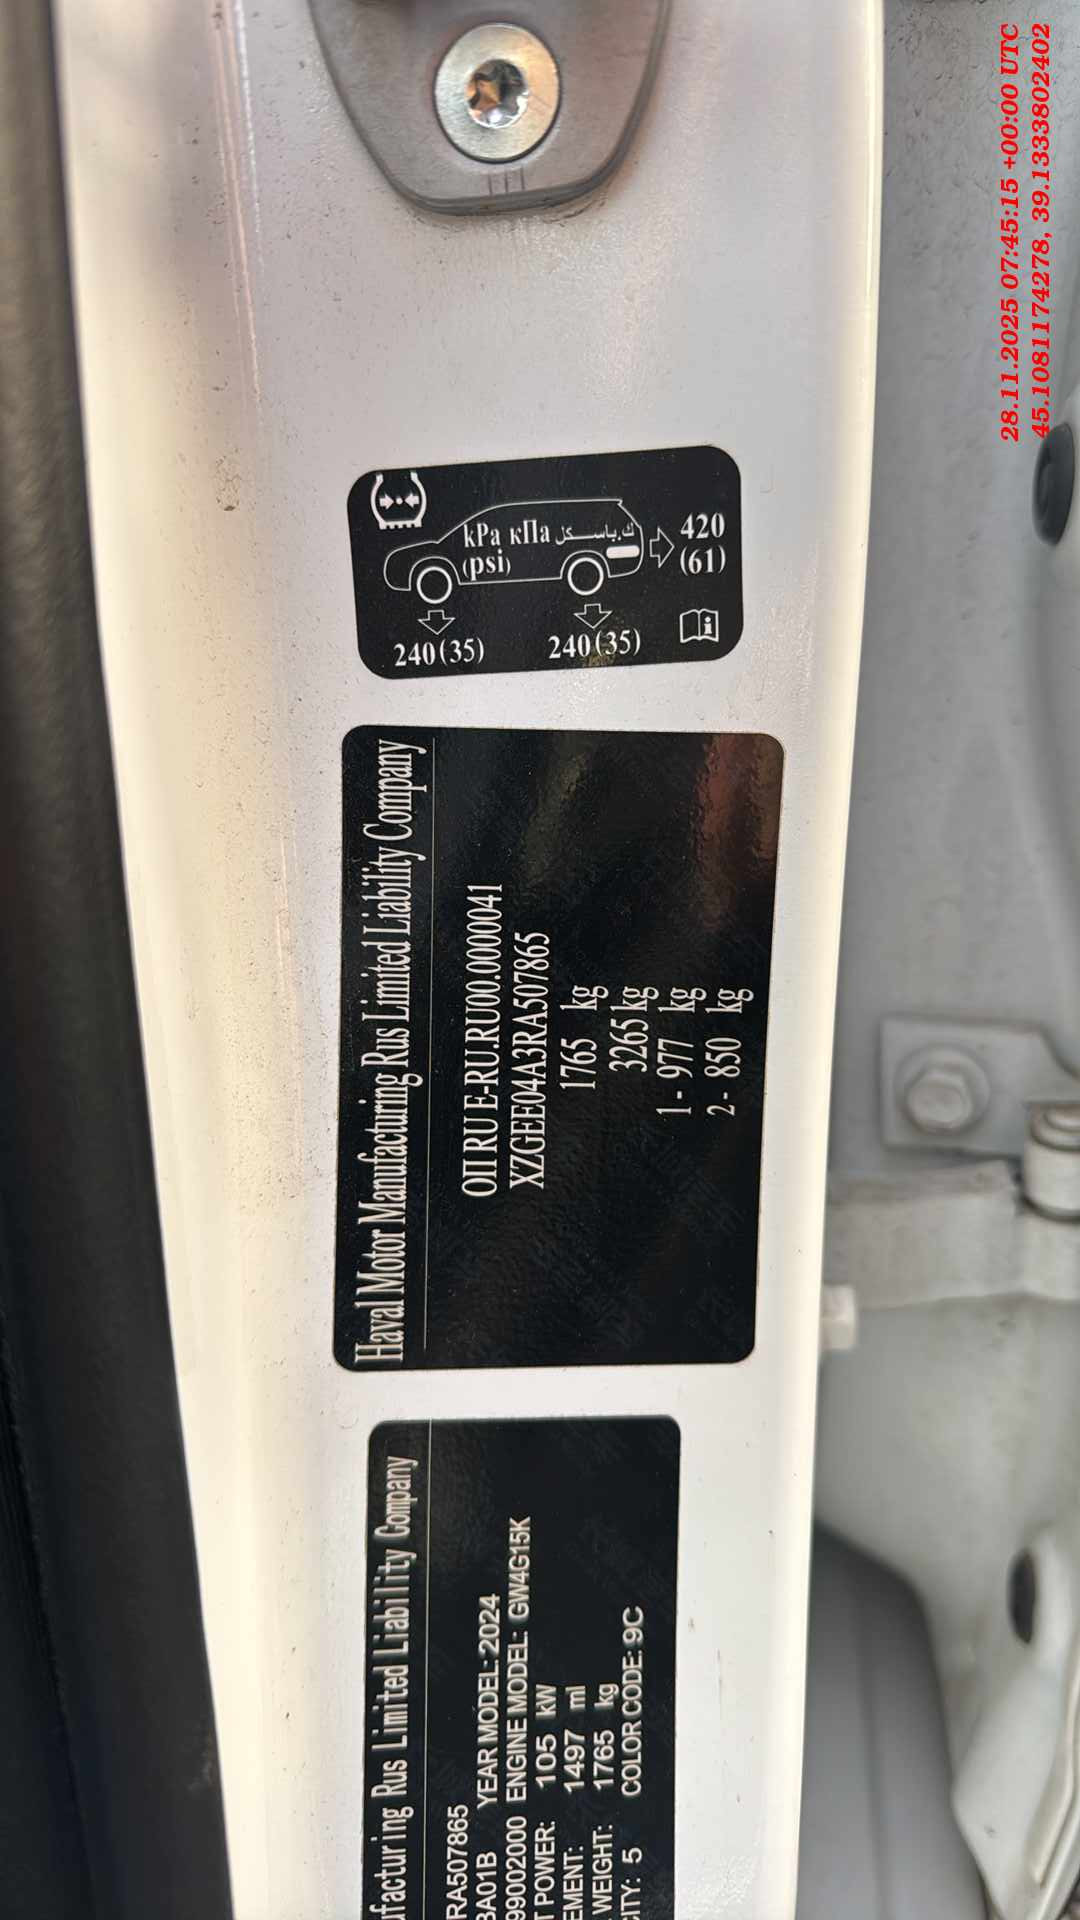 28.11.2025 07:45:15 +00:00 UTC
45.1081174278, 39.1333802402
kPa кПа ك.باسكل
(psi)
420
(61)
240(35)
240(35)
Haval Motor Manufacturing Rus Limited Liability Company
ОП RU E-RU.RU00.0000041
XZGEE04A3RA507865
1765 kg
3265 kg
1- 977 kg
2- 850 kg
ufacturing Rus Limited Liability Company
RA507865
BA01B YEAR MODEL: 2024
99002000 ENGINE MODEL: GW4G15K
T POWER: 105 kW
EMENT: 1497 ml
WEIGHT: 1765 kg
CITY: 5 COLOR CODE: 9C